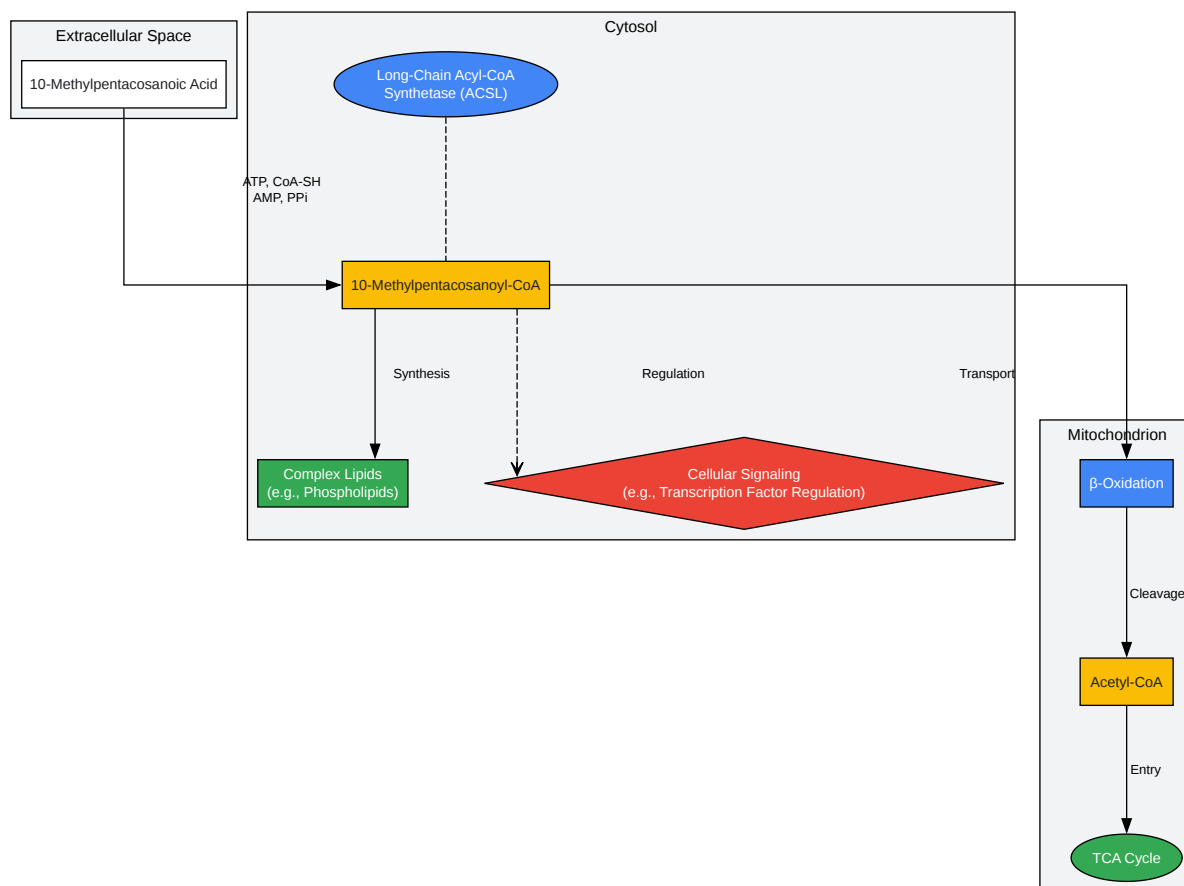 Extracellular Space
10-Methylpentacosanoic Acid
Cytosol
Long-Chain Acyl-CoA
Synthetase (ACSL)
ATP, CoA-SH
AMP, PPi
10-Methylpentacosanoyl-CoA
Synthesis
Regulation
Transport
Complex Lipids
(e.g., Phospholipids)
Cellular Signaling
(e.g., Transcription Factor Regulation)
Mitochondrion
β-Oxidation
Cleavage
Acetyl-CoA
Entry
TCA Cycle